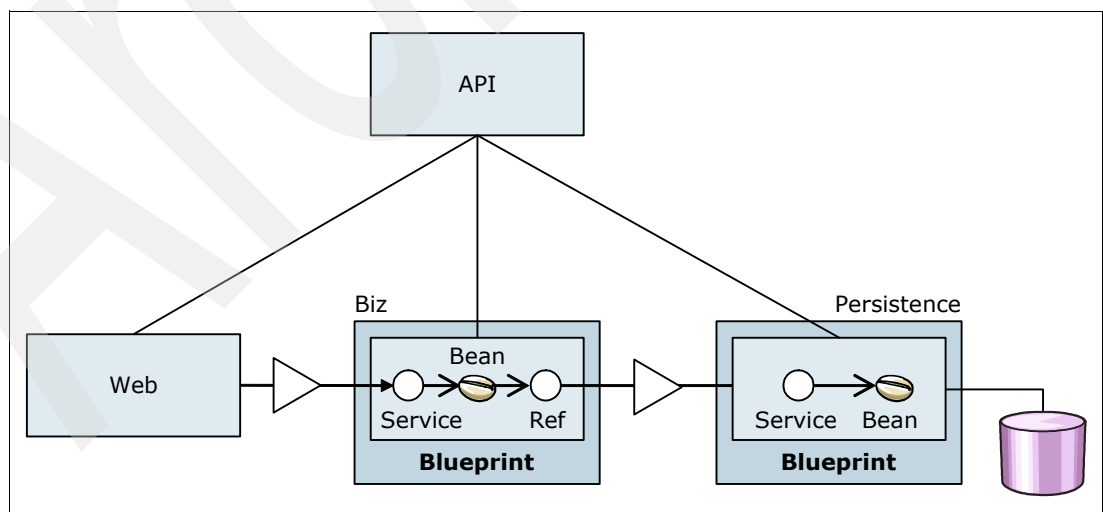 API
Biz
Persistence
Web
Bean
Service
Ref
Service
Bean
Blueprint
Blueprint